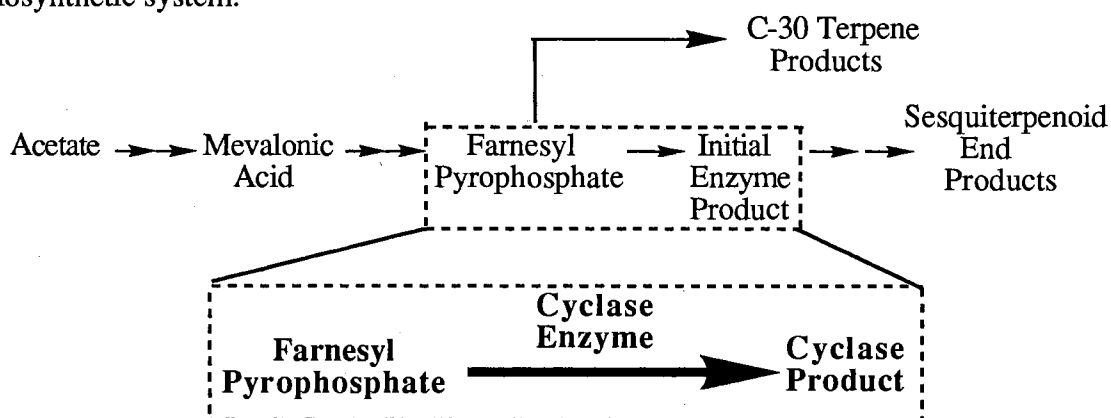 C-30 Terpene
Products
Acetate
Mevalonic
Acid
Farnesyl
Pyrophosphate
Initial
Enzyme
Product
Sesquiterpenoid
End
Products
Cyclase
Enzyme
Farnesyl
Pyrophosphate
Cyclase
Product